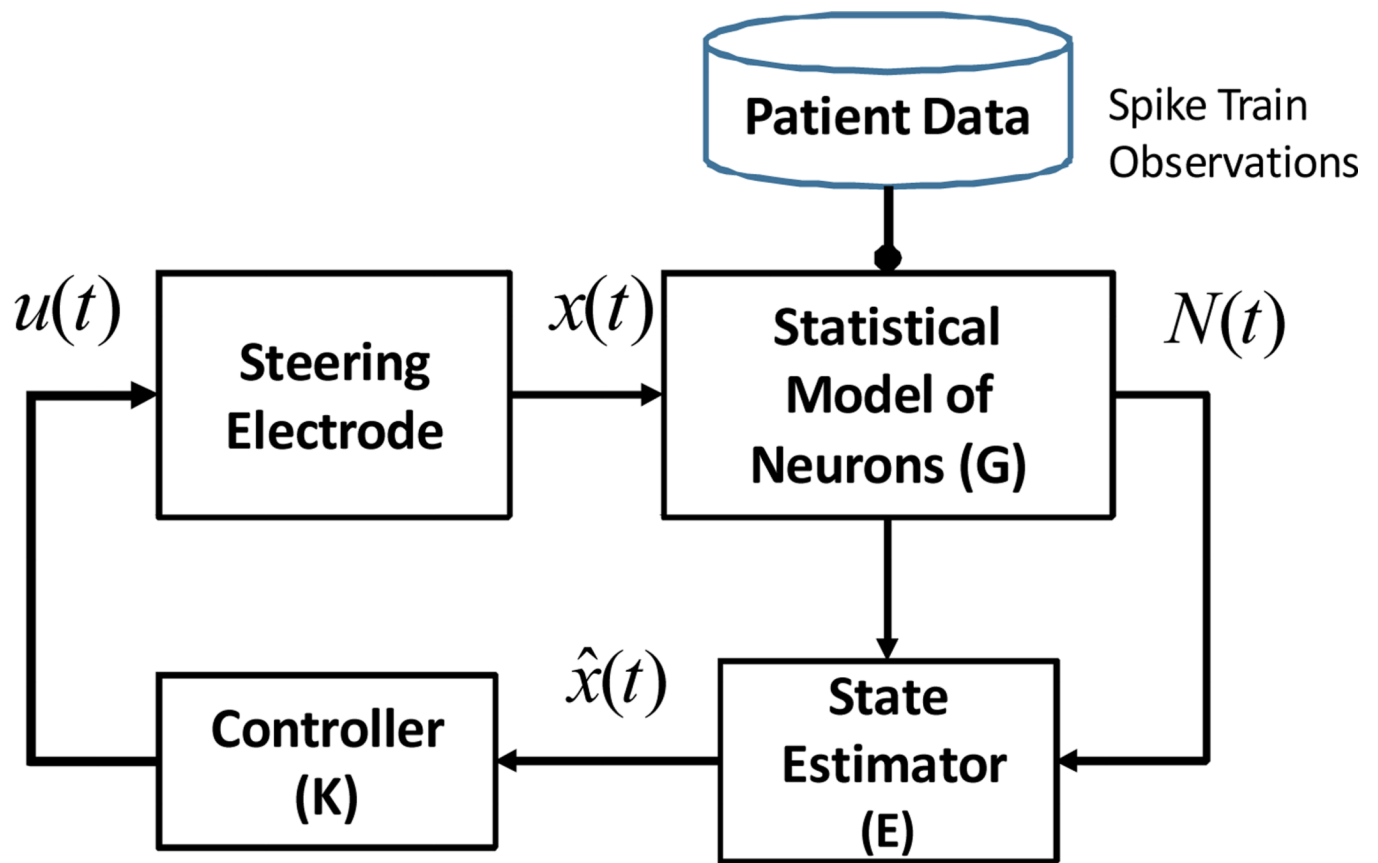 Patient Data
Spike Train
Observations
u(t)
Steering
Electrode
x(t)
Statistical
Model of
Neurons (G)
N(t)
Controller
(K)
x̂(t)
State
Estimator
(E)